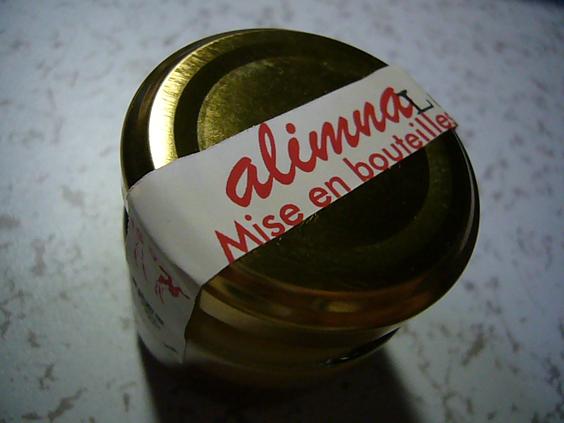 alimna L
Mise en bouteilles